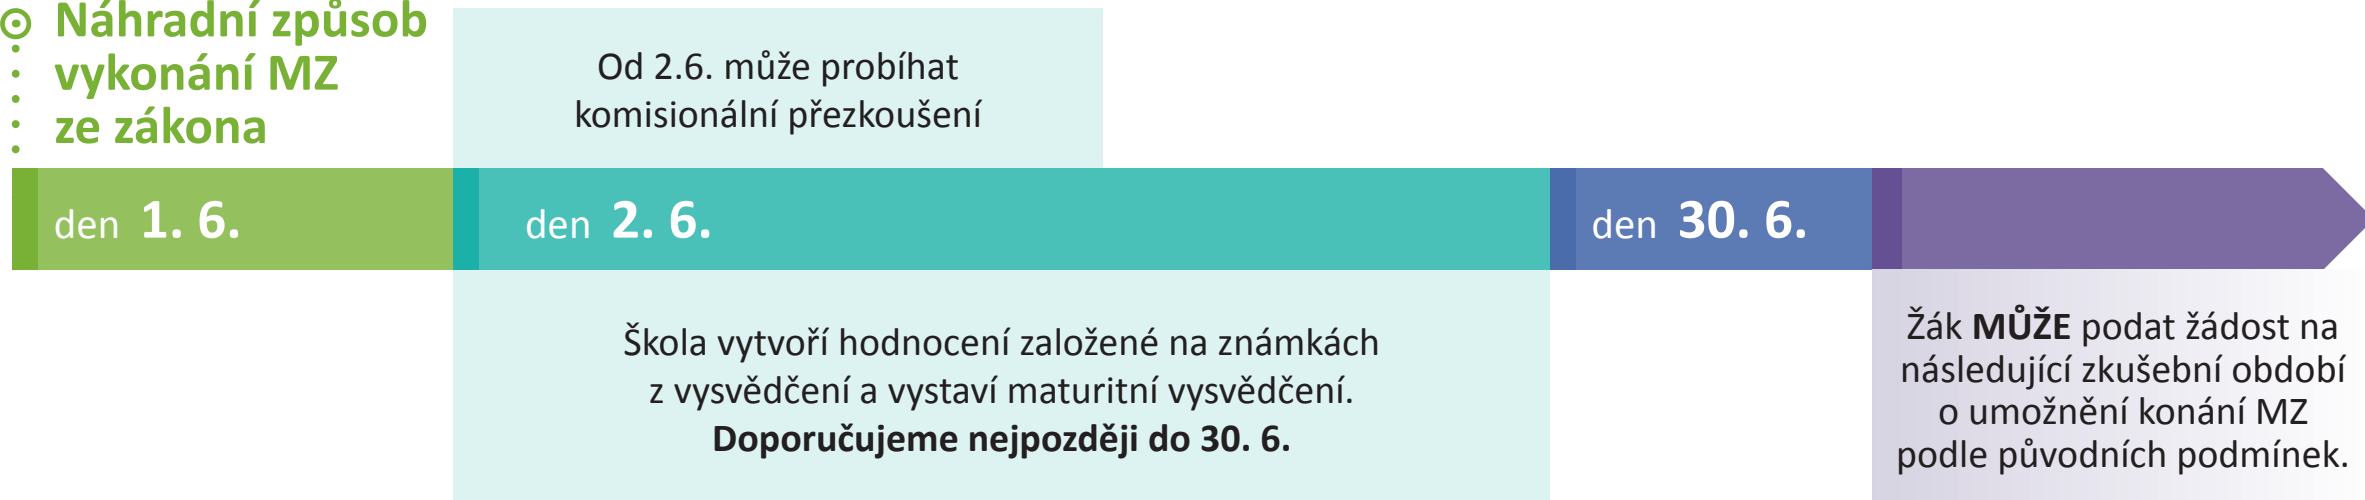 Náhradní způsob
vykonání MZ
ze zákona
Od 2.6. může probíhat
komisionální přezkoušení
den 1. 6.
den 2. 6.
den 30. 6.
Škola vytvoří hodnocení založené na známkách
z vysvědčení a vystaví maturitní vysvědčení.
Doporučujeme nejpozději do 30. 6.
Žák MŮŽE podat žádost na
následující zkušební období
o umožnění konání MZ
podle původních podmínek.